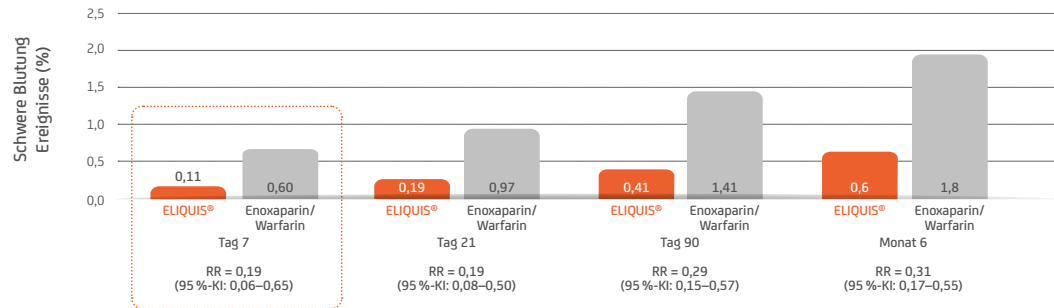 Schwere Blutung
Ereignisse (%)
2,5
2,0
1,5
1,0
0,5
0,0
0,11
0,60
0,19
0,97
0,41
1,41
0,6
1,8
ELIQUIS®
Enoxaparin/
Warfarin
ELIQUIS®
Enoxaparin/
Warfarin
ELIQUIS®
Enoxaparin/
Warfarin
ELIQUIS®
Enoxaparin/
Warfarin
Tag 7
Tag 21
Tag 90
Monat 6
RR = 0,19
(95 %-KI: 0,06–0,65)
RR = 0,19
(95 %-KI: 0,08–0,50)
RR = 0,29
(95 %-KI: 0,15–0,57)
RR = 0,31
(95 %-KI: 0,17–0,55)